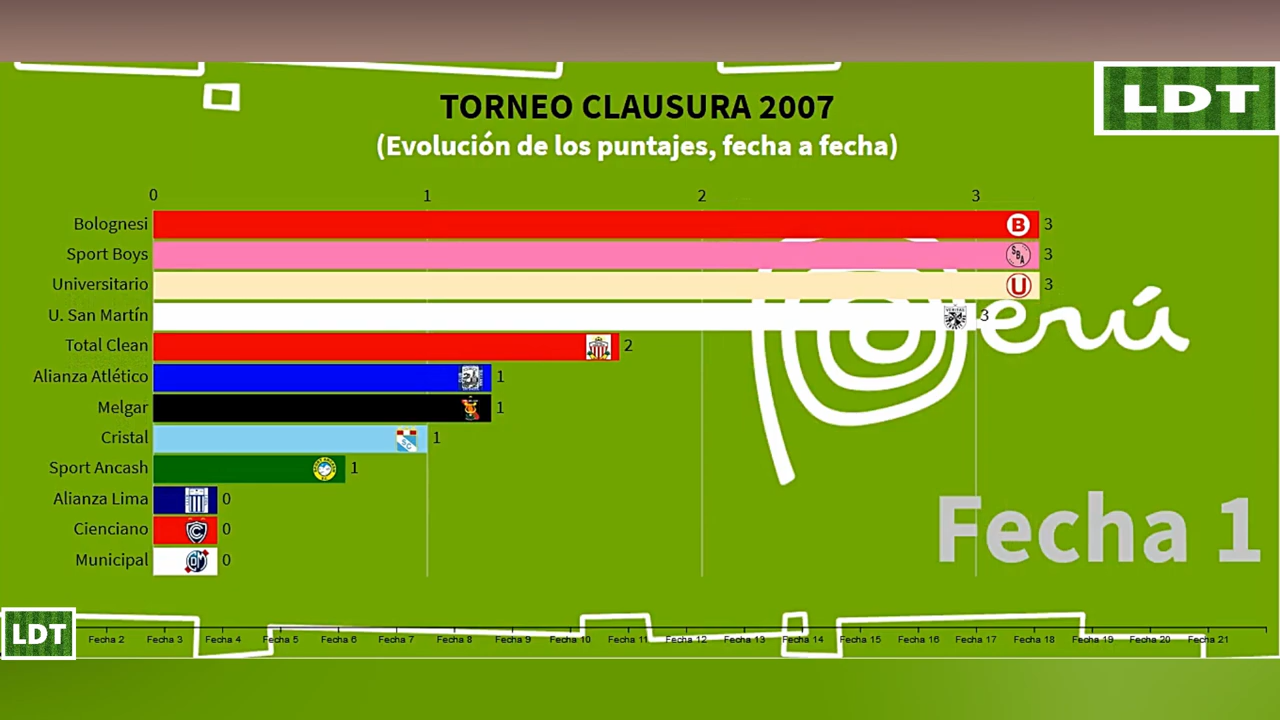 LDT
TORNEO CLAUSURA 2007
(Evolución de los puntajes, fecha a fecha)
0 1 2 3
Bolognesi B 3
Sport Boys SBA 3
Universitario U 3
U. San Martín 3
Perú
Total Clean 2
Alianza Atlético 1
Melgar 1
Cristal 1
Sport Ancash 1
Alianza Lima 0
Cienciano C 0
Municipal 0
Fecha 1
LDT
Fecha 2 Fecha 3 Fecha 4 Fecha 5 Fecha 6 Fecha 7 Fecha 8 Fecha 9 Fecha 10 Fecha 11 Fecha 12 Fecha 13 Fecha 14 Fecha 15 Fecha 16 Fecha 17 Fecha 18 Fecha 19 Fecha 20 Fecha 21